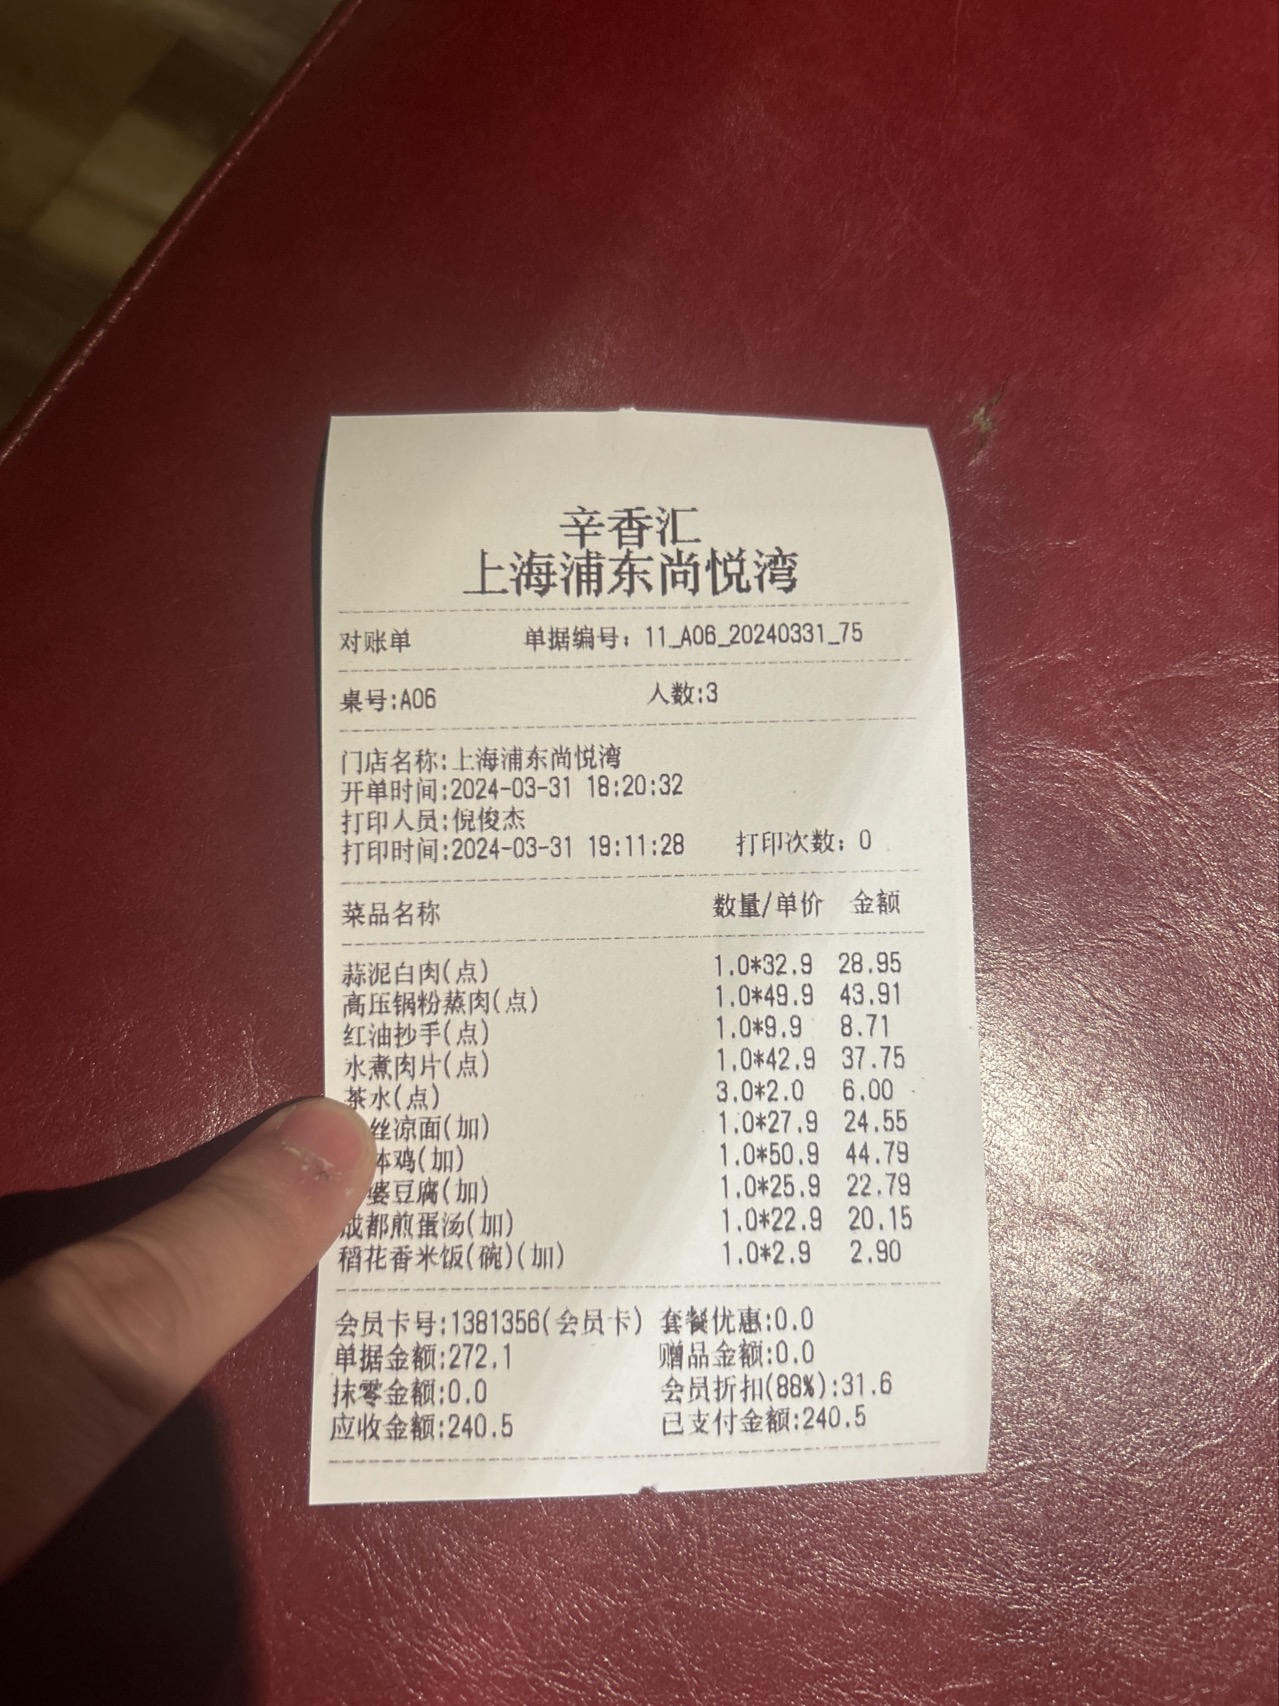 辛香汇
上海浦东尚悦湾
对账单 单据编号：11_A06_20240331_75
桌号:A06 人数:3
门店名称:上海浦东尚悦湾
开单时间:2024-03-31 18:20:32
打印人员:倪俊杰
打印时间:2024-03-31 19:11:28 打印次数：0
菜品名称 数量/单价 金额
蒜泥白肉(点) 1.0*32.9 28.95
高压锅粉蒸肉(点) 1.0*49.9 43.91
红油抄手(点) 1.0*9.9 8.71
水煮肉片(点) 1.0*42.9 37.75
茶水(点) 3.0*2.0 6.00
丝凉面(加) 1.0*27.9 24.55
鸡(加) 1.0*50.9 44.79
婆豆腐(加) 1.0*25.9 22.79
成都煎蛋汤(加) 1.0*22.9 20.15
稻花香米饭(碗)(加) 1.0*2.9 2.90
会员卡号:1381356(会员卡) 套餐优惠:0.0
单据金额:272.1 赠品金额:0.0
抹零金额:0.0 会员折扣(88%):31.6
应收金额:240.5 已支付金额:240.5